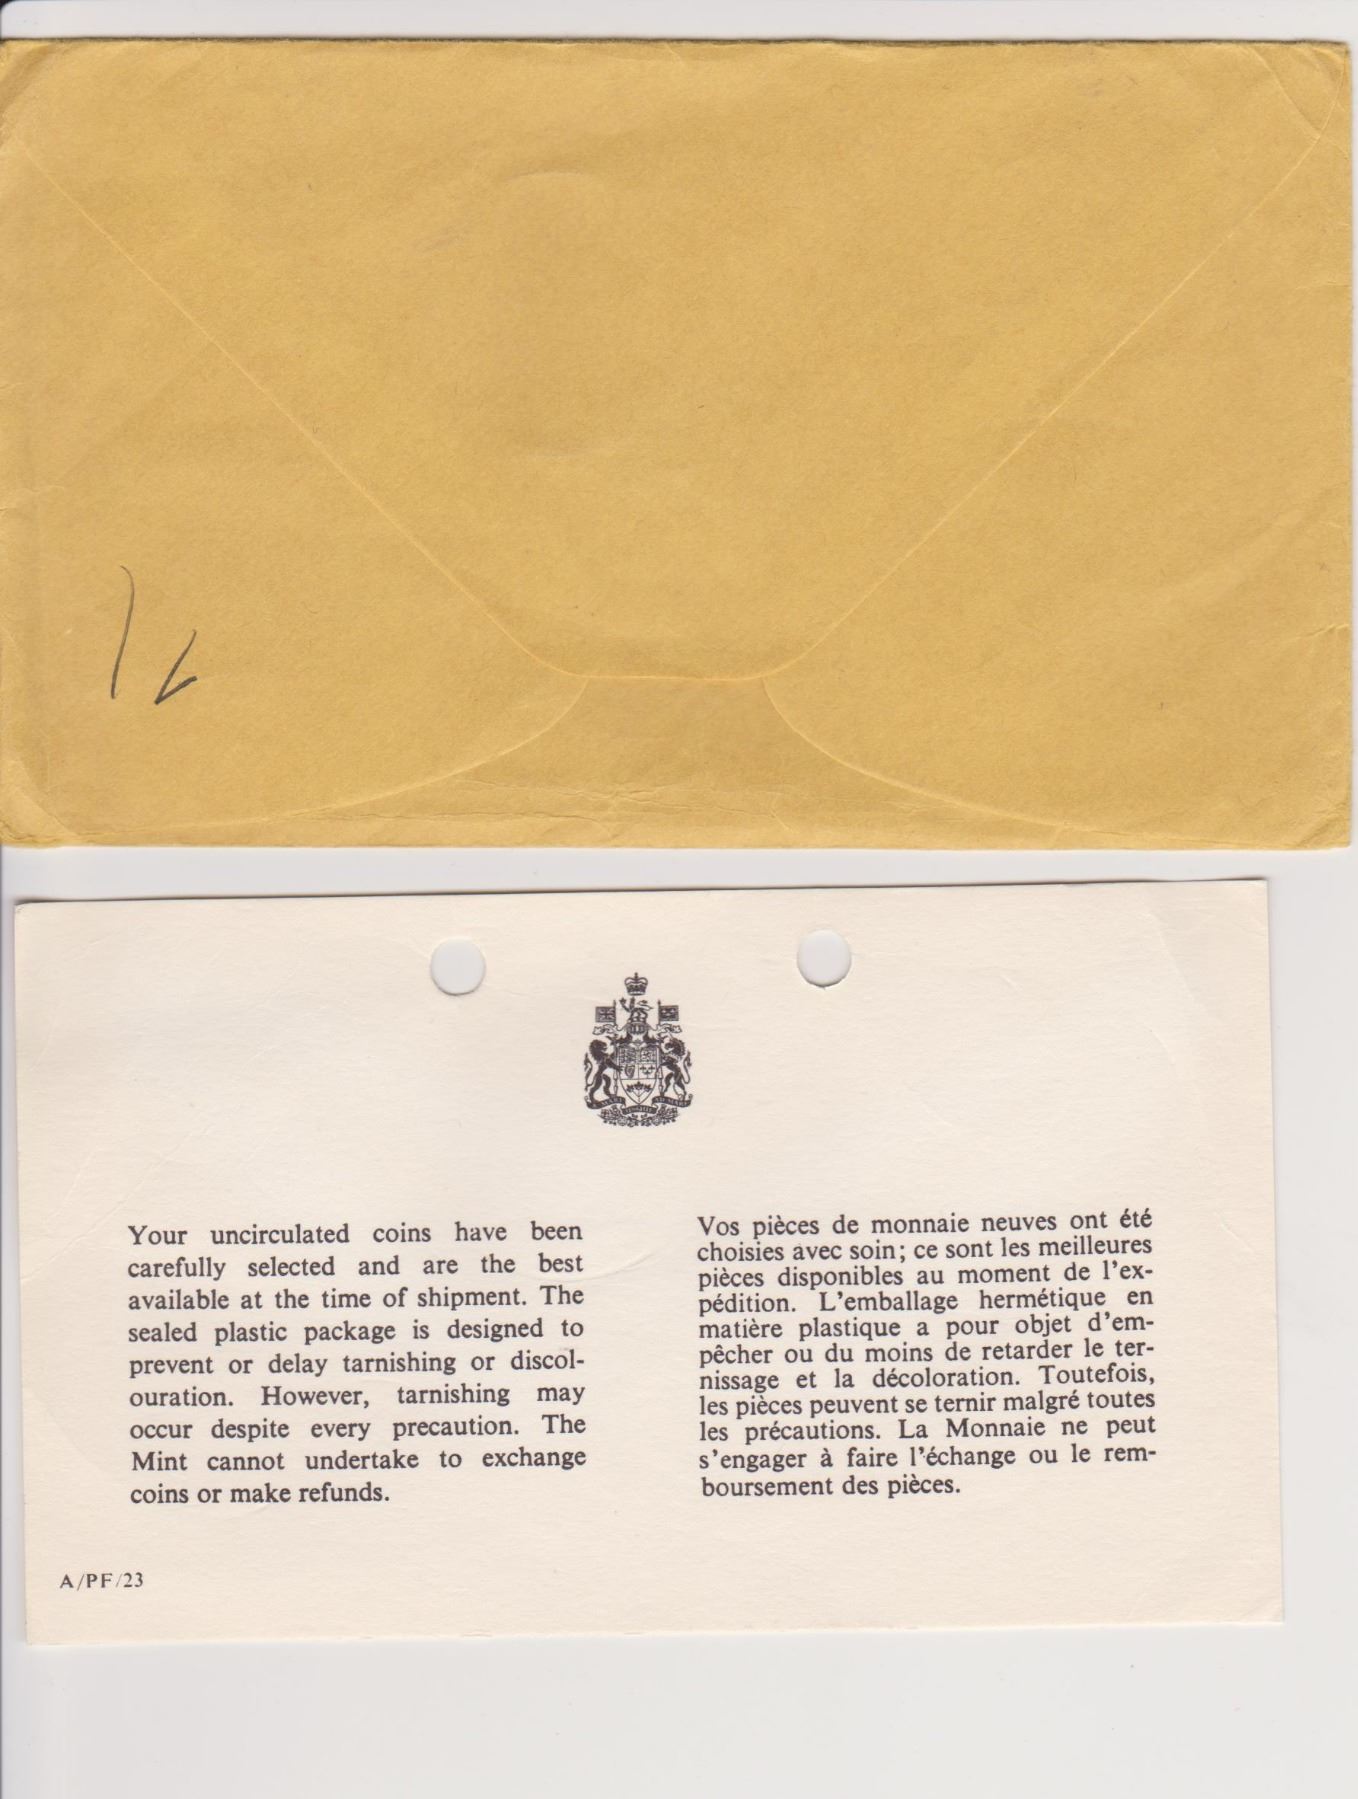 Your uncirculated coins have been
carefully selected and are the best
available at the time of shipment. The
sealed plastic package is designed to
prevent or delay tarnishing or discol-
ouration. However, tarnishing may
occur despite every precaution. The
Mint cannot undertake to exchange
coins or make refunds.
Vos pièces de monnaie neuves ont été
choisies avec soin; ce sont les meilleures
pièces disponibles au moment de l'ex-
pédition. L'emballage hermétique en
matière plastique a pour objet d'em-
pêcher ou du moins de retarder le ter-
nissage et la décoloration. Toutefois,
les pièces peuvent se ternir malgré toutes
les précautions. La Monnaie ne peut
s'engager à faire l'échange ou le rem-
boursement des pièces.
A/PF/23